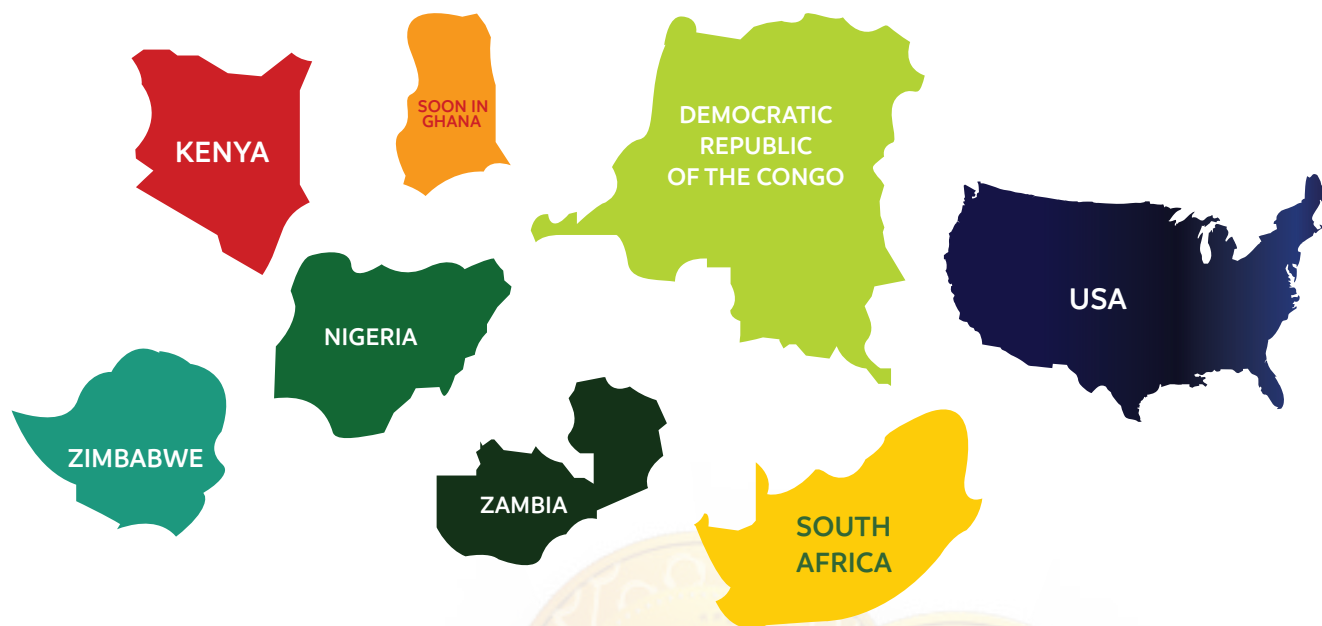 KENYA
SOON IN
GHANA
DEMOCRATIC
REPUBLIC
OF THE CONGO
USA
NIGERIA
ZIMBABWE
ZAMBIA
SOUTH
AFRICA